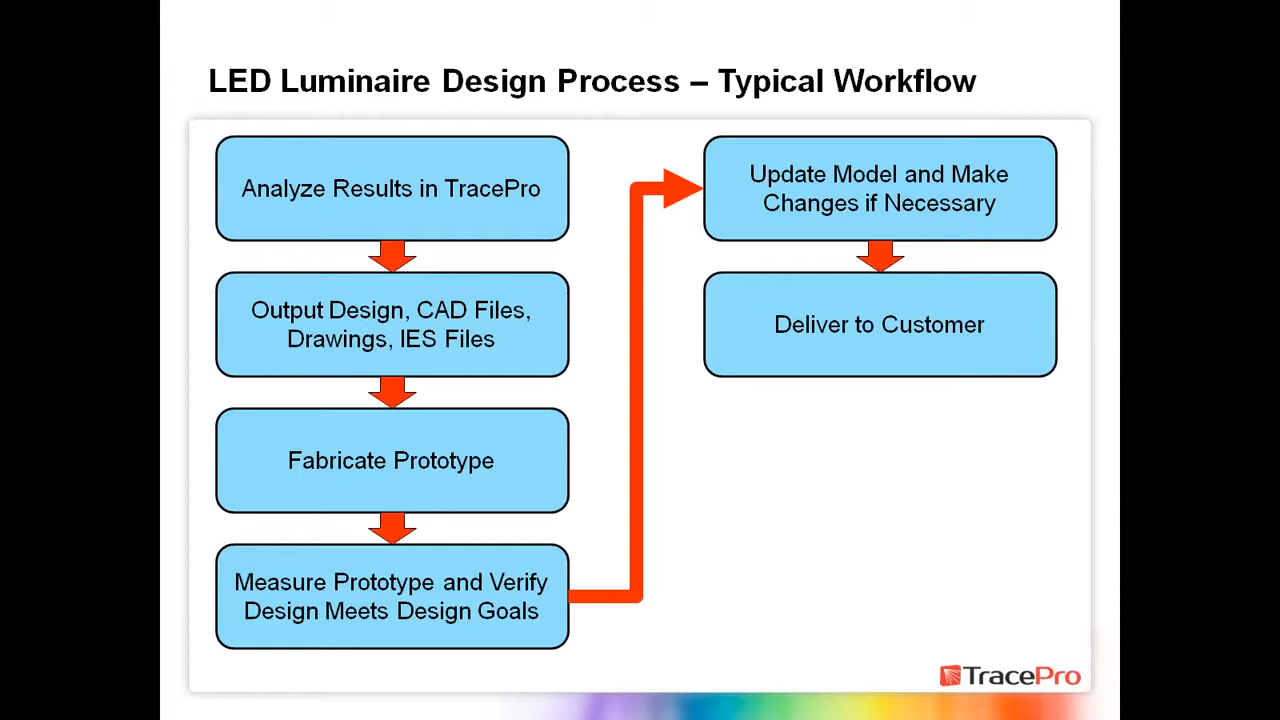 LED Luminaire Design Process – Typical Workflow
Analyze Results in TracePro
Output Design, CAD Files,
Drawings, IES Files
Fabricate Prototype
Measure Prototype and Verify
Design Meets Design Goals
Update Model and Make
Changes if Necessary
Deliver to Customer
TracePro